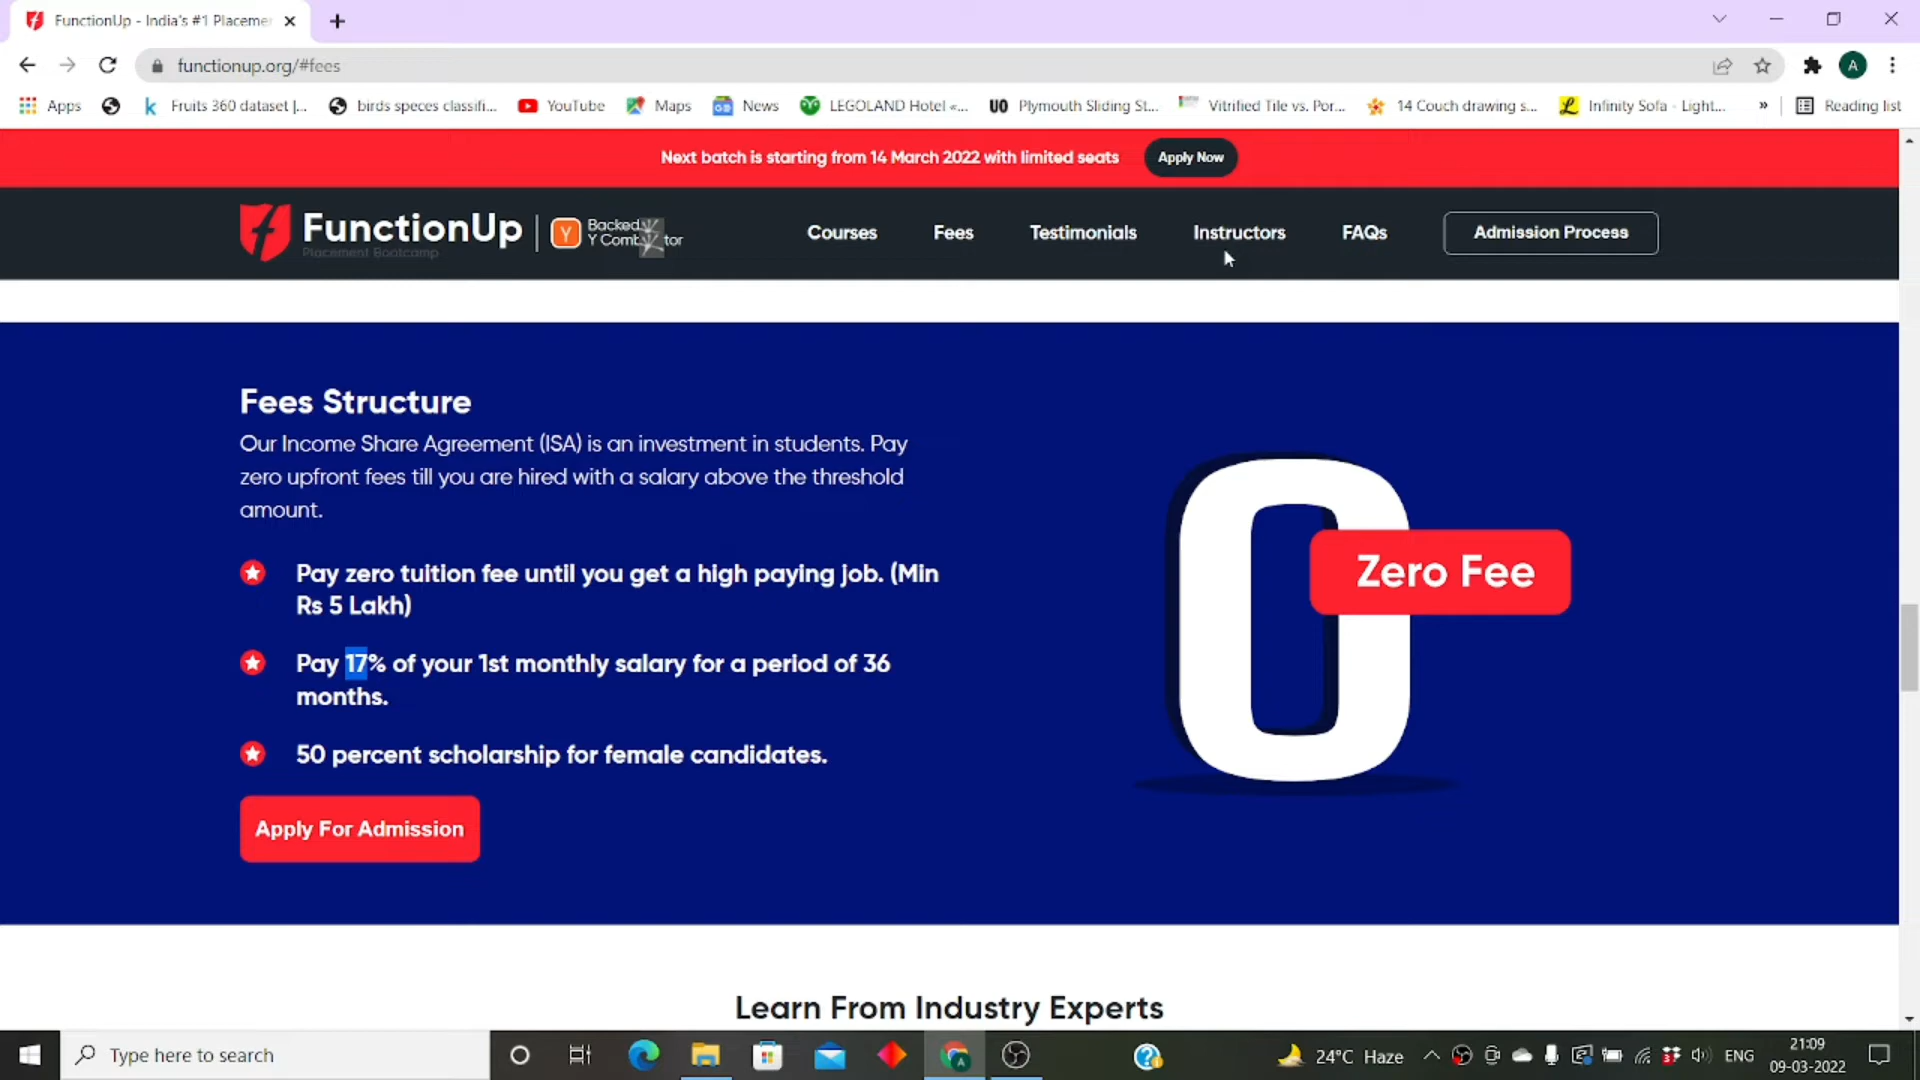 FunctionUp - India's #1 Placeme
functionup.org/#fees
A
Apps
Fruits 360 dataset |...
birds speces classifi...
YouTube
Maps
News
LEGOLAND Hotel «...
UO Plymouth Sliding St...
Vitrified Tile vs. Por...
14 Couch drawing s...
Infinity Sofa - Light...
»
Reading list
Next batch is starting from 14 March 2022 with limited seats
Apply Now
FunctionUp
Placement Bootcamp
Y
Backed
Courses
Fees
Testimonials
Instructors
FAQs
Admission Process
Fees Structure
Our Income Share Agreement (ISA) is an investment in students. Pay
zero upfront fees till you are hired with a salary above the threshold
amount.
Pay zero tuition fee until you get a high paying job. (Min
Rs 5 Lakh)
Pay 17% of your 1st monthly salary for a period of 36
months.
50 percent scholarship for female candidates.
Apply For Admission
0
Zero Fee
Learn From Industry Experts
Type here to search
24°C Haze
ENG
21:09
09-03-2022